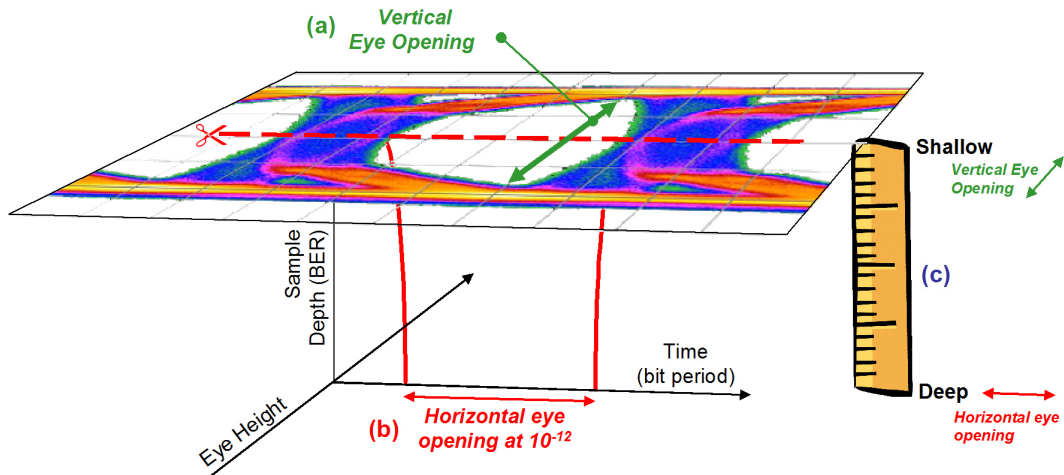 (a) Vertical
Eye Opening
Shallow
Vertical Eye
Opening
(c)
Sample
Depth (BER)
Time
(bit period)
Eye Height
(b) Horizontal eye
opening at 10⁻¹²
Deep
Horizontal eye
opening